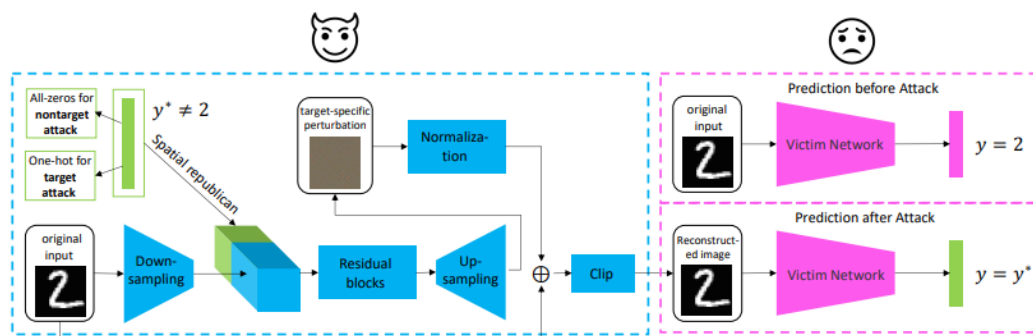 All-zeros for
nontarget
attack
y* ≠ 2
One-hot for
target
attack
Spatial republican
target-specific
perturbation
Normaliza-
tion
original
input
Down-
sampling
Residual
blocks
Up-
sampling
Clip
Prediction before Attack
original
input
Victim Network
y = 2
Prediction after Attack
Reconstruct-
ed image
Victim Network
y = y*